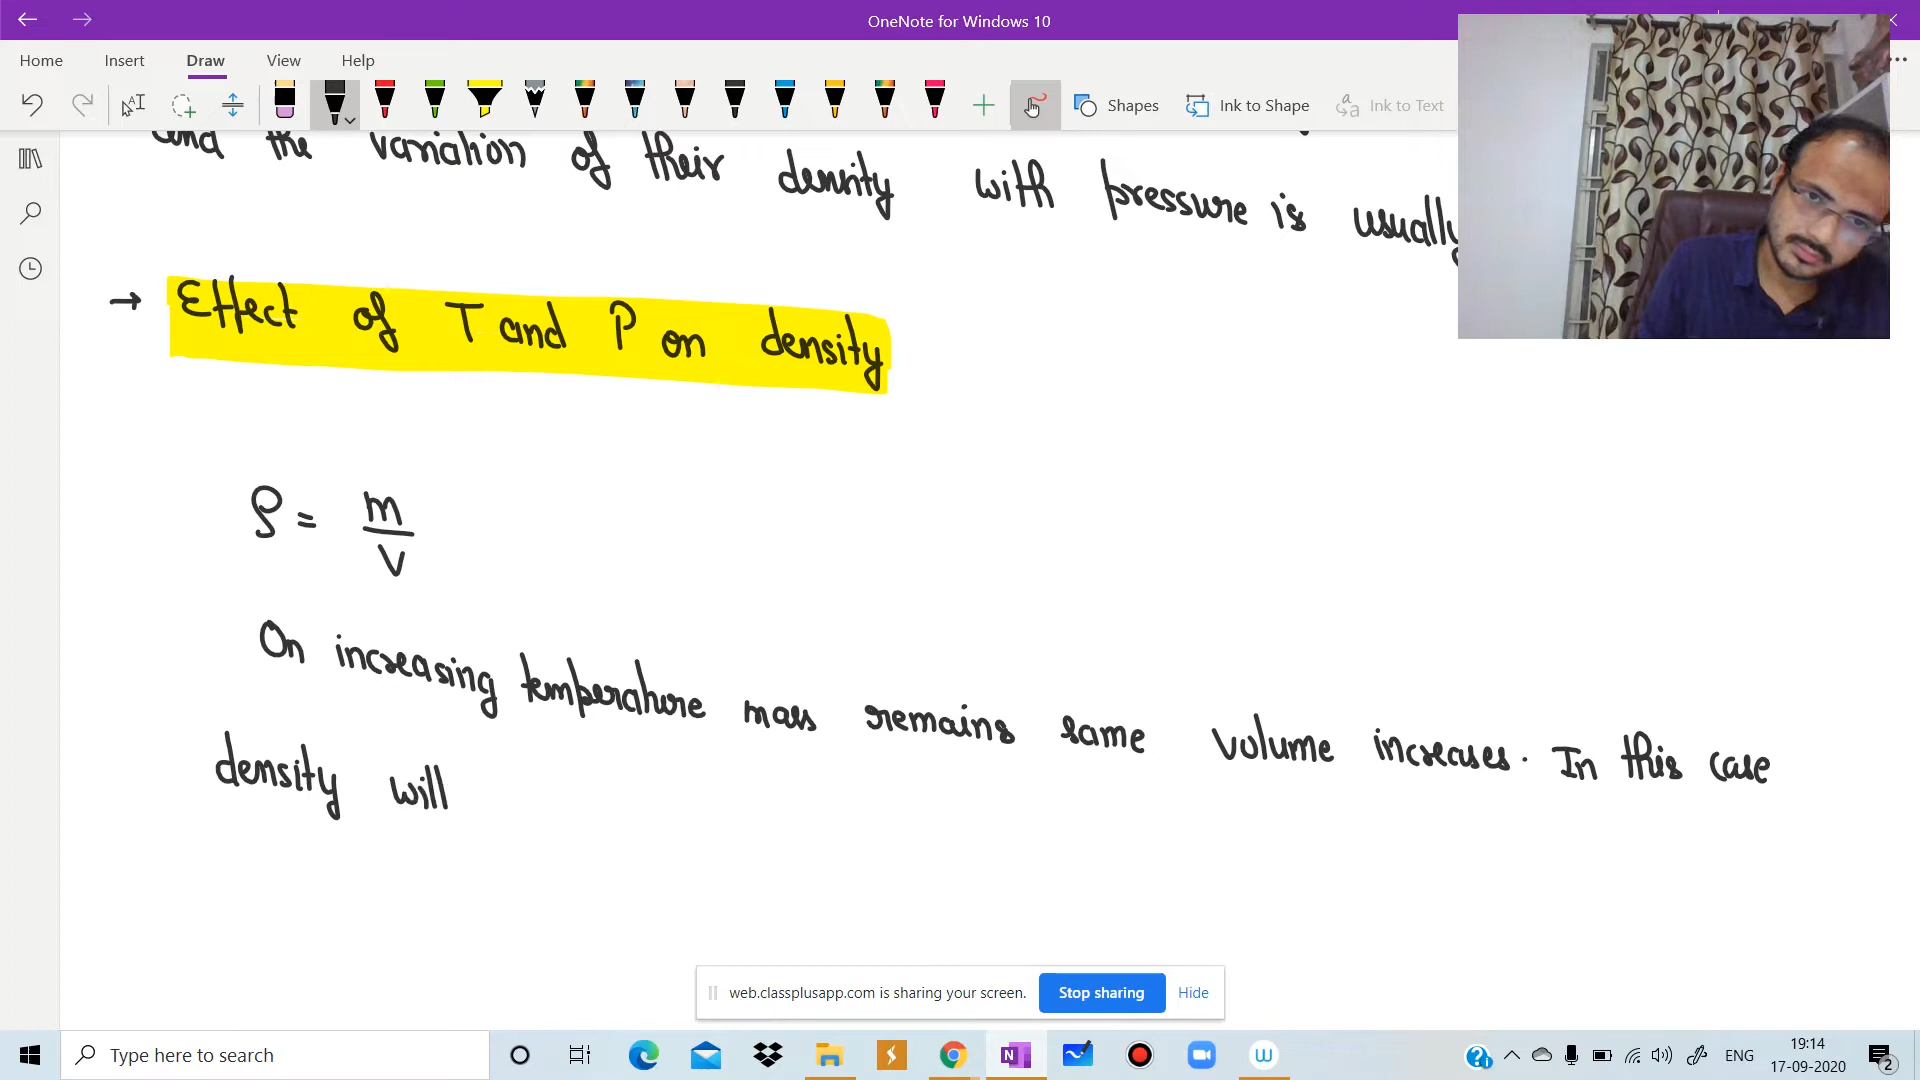 OneNote for Windows 10
Home Insert Draw View Help
Shapes Ink to Shape Ink to Text
and the variation of their density with pressure is usually
→ Effect of T and P on density
ρ = m
V
On increasing temperature mass remains same volume increases. In this case
density will
web.classplusapp.com is sharing your screen. Stop sharing Hide
Type here to search
ENG
19:14
17-09-2020
2